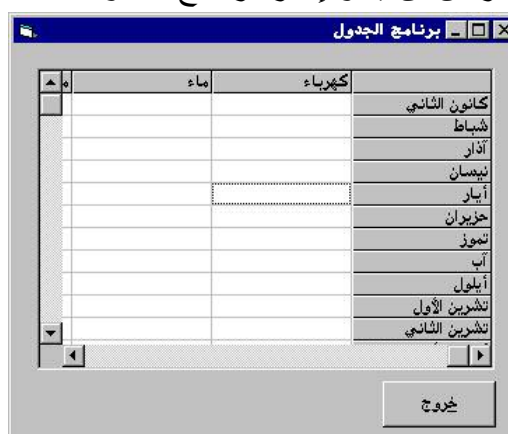 برنامج الجدول
كهرباء ماء
كانون الثاني
شباط
آذار
نيسان
أيار
حزيران
تموز
آب
أيلول
تشرين الأول
تشرين الثاني
خروج